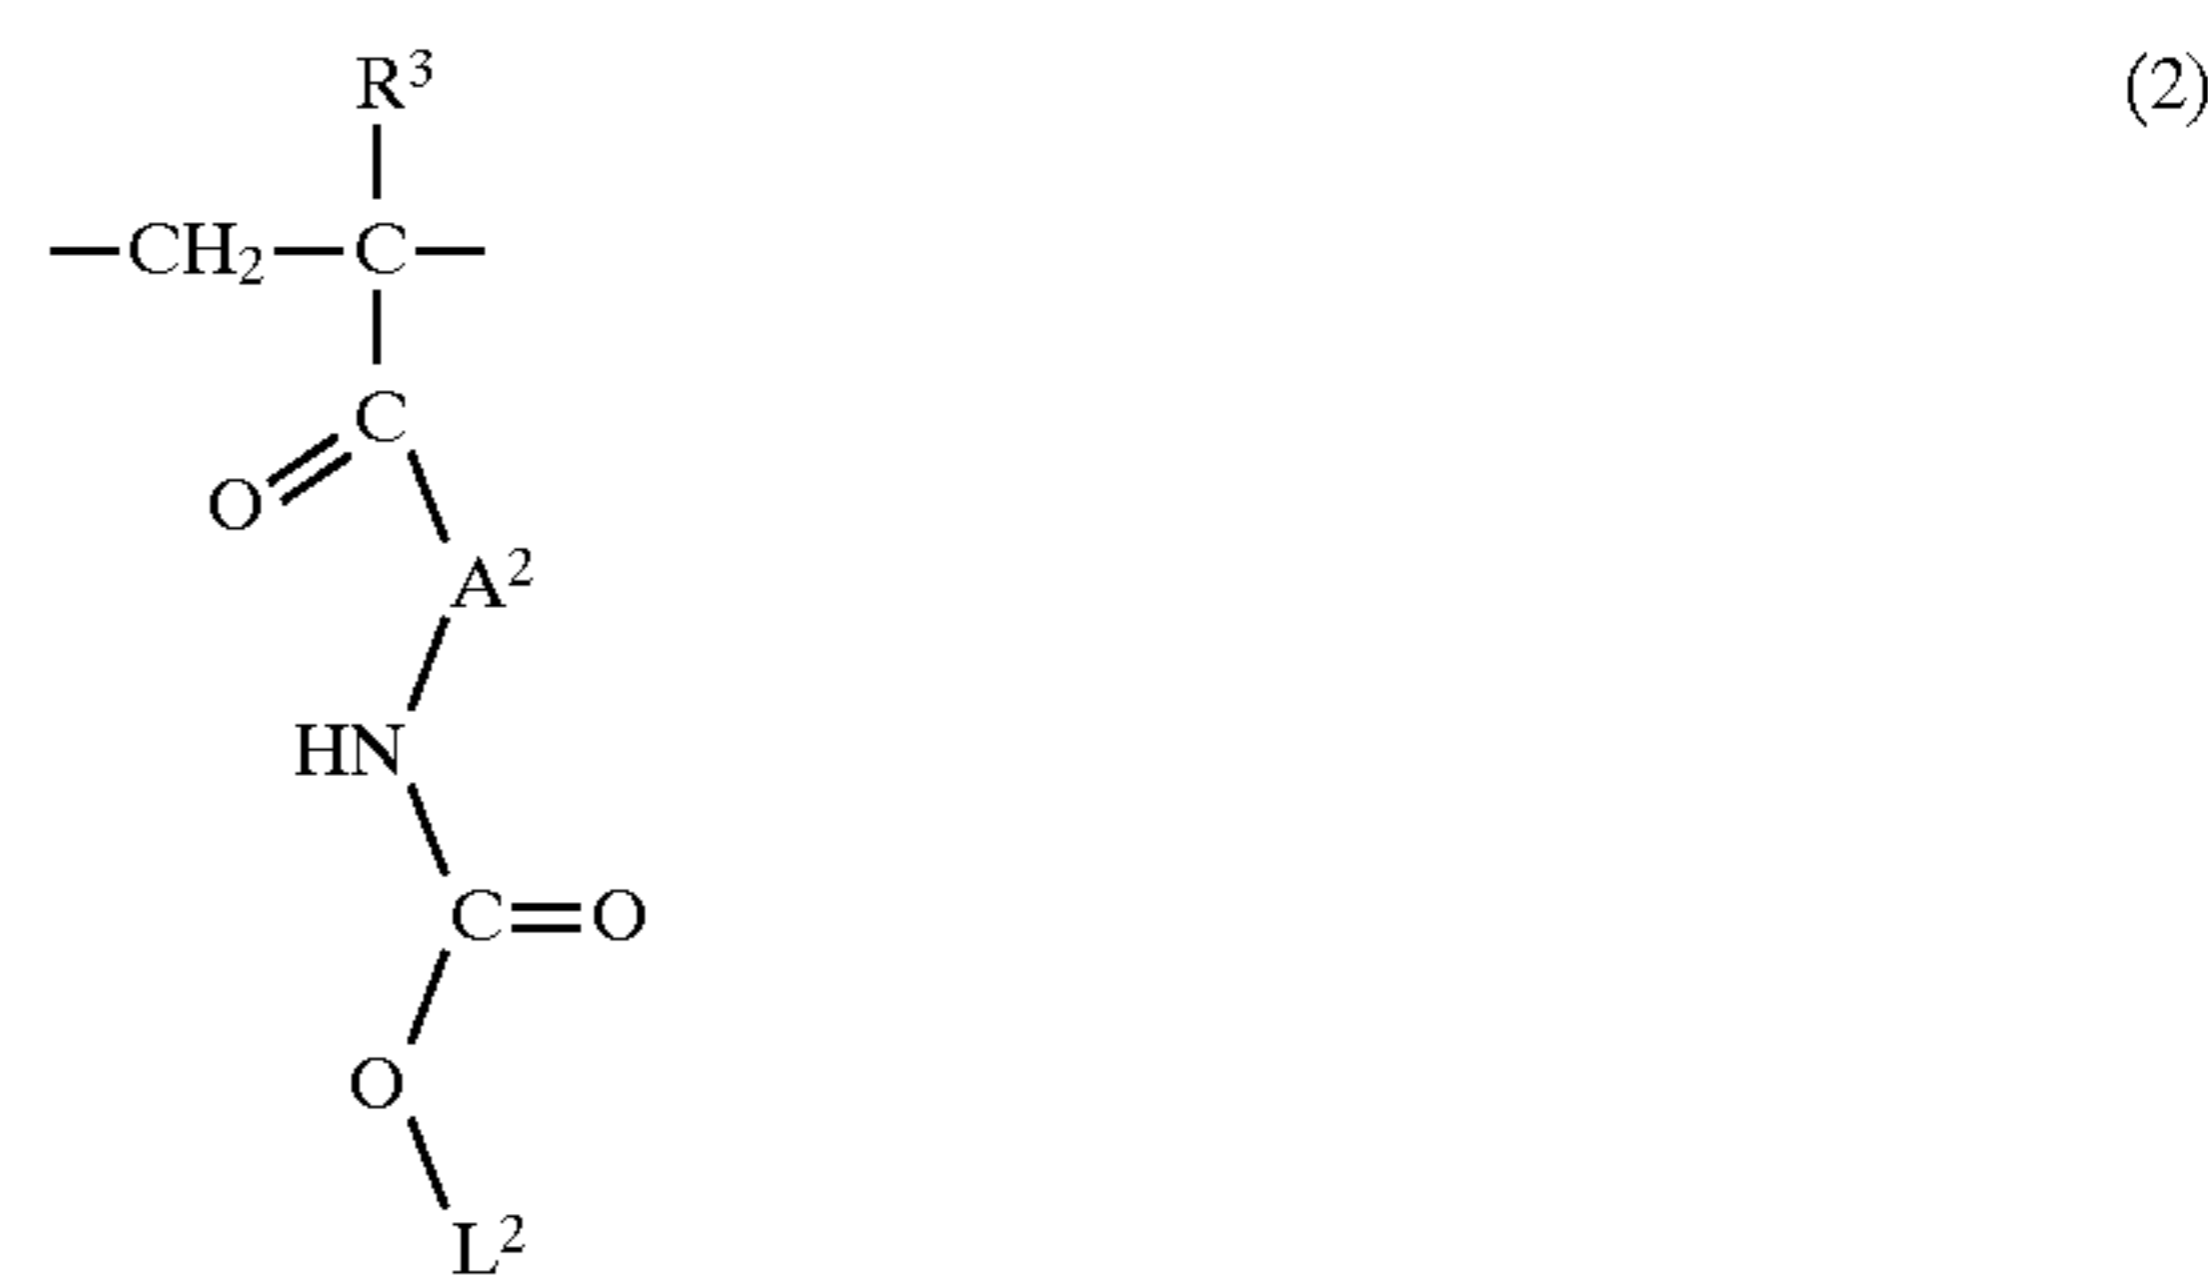 R³ (2)
—CH₂—C—
C
O
A²
HN
C=O
O
L²